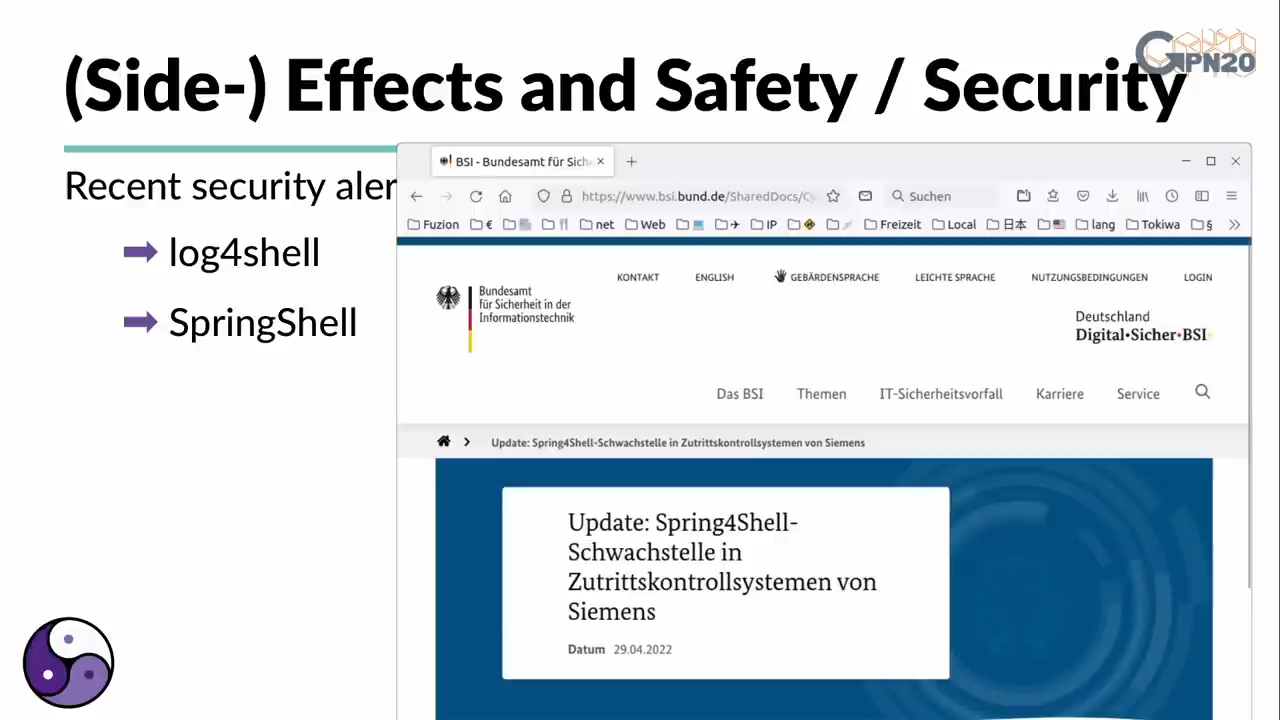 (Side-) Effects and Safety / Security
GPN20
Recent security aler
log4shell
SpringShell
BSI - Bundesamt für Sich
https://www.bsi.bund.de/SharedDocs/Cy
Suchen
Fuzion € net Web IP Freizeit Local 日本 lang Tokiwa §
KONTAKT ENGLISH GEBÄRDENSPRACHE LEICHTE SPRACHE NUTZUNGSBEDINGUNGEN LOGIN
Bundesamt
für Sicherheit in der
Informationstechnik
Deutschland
Digital•Sicher•BSI•
Das BSI Themen IT-Sicherheitsvorfall Karriere Service
Update: Spring4Shell-Schwachstelle in Zutrittskontrollsystemen von Siemens
Update: Spring4Shell-
Schwachstelle in
Zutrittskontrollsystemen von
Siemens
Datum 29.04.2022